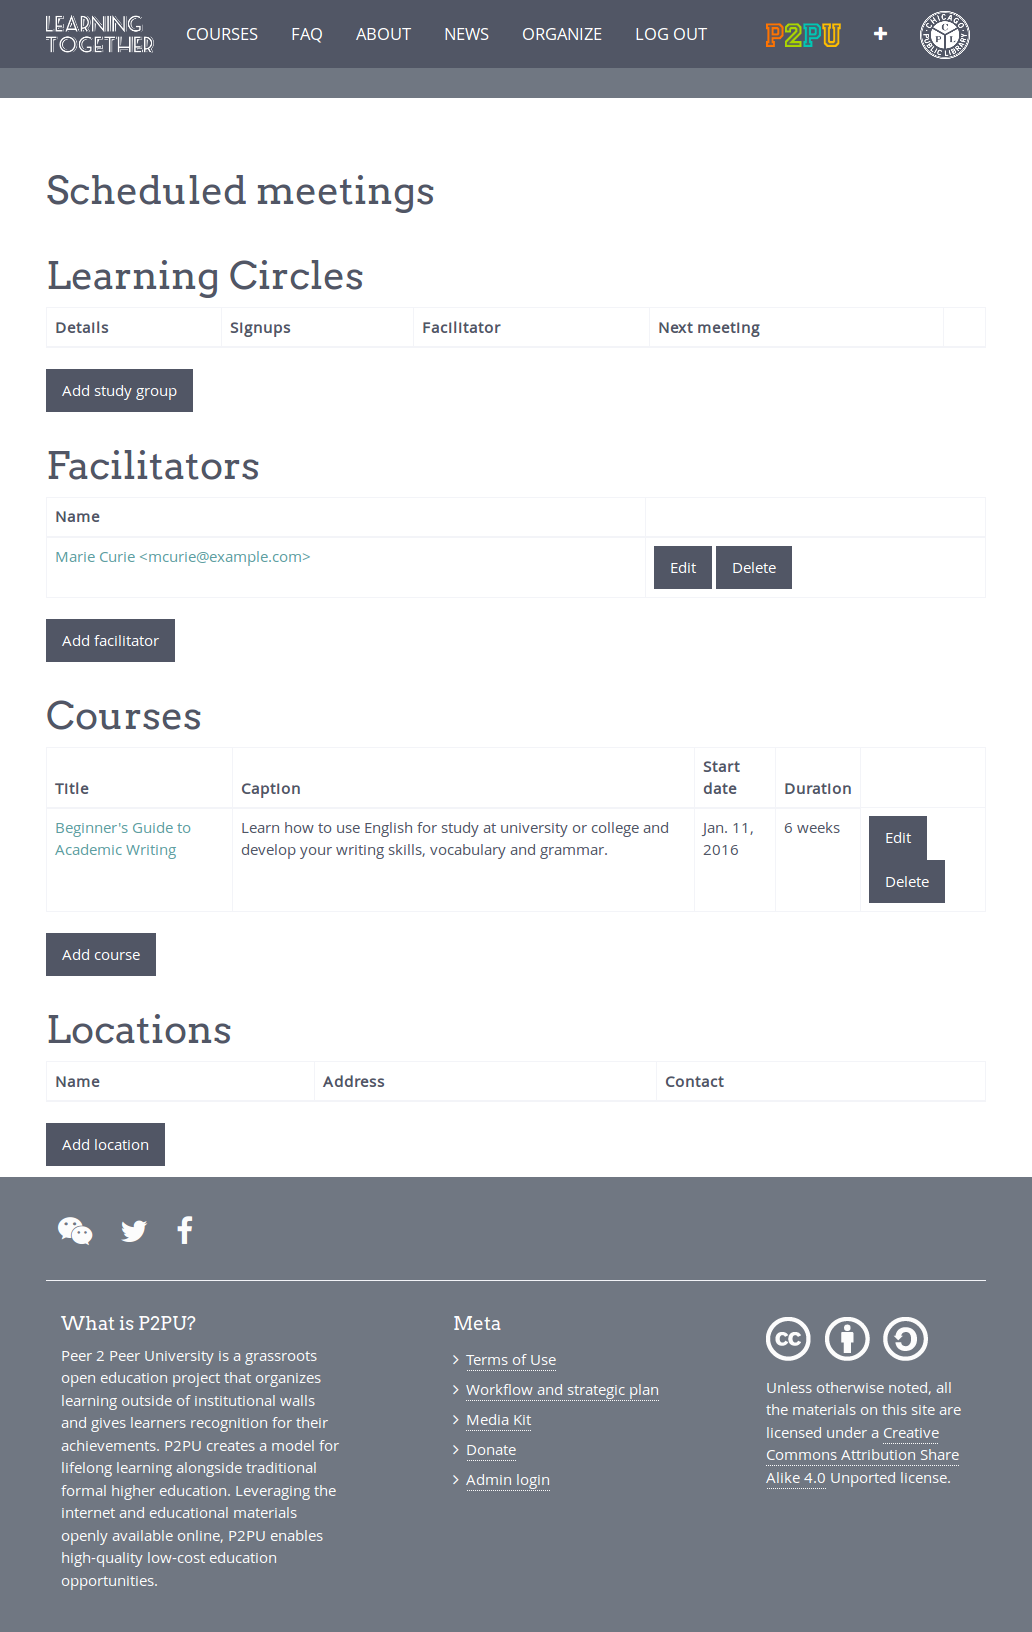 LEARNING
TOGETHER
COURSES FAQ ABOUT NEWS ORGANIZE LOG OUT P2PU CHICAGO PUBLIC LIBRARY CPL
Scheduled meetings
Learning Circles
Details Signups Facilitator Next meeting
Add study group
Facilitators
Name
Marie Curie <mcurie@example.com> Edit Delete
Add facilitator
Courses
Start
Title Caption date Duration
Beginner's Guide to Learn how to use English for study at university or college and Jan. 11, 6 weeks Edit
Academic Writing develop your writing skills, vocabulary and grammar. 2016
Delete
Add course
Locations
Name Address Contact
Add location
What is P2PU?
Peer 2 Peer University is a grassroots
open education project that organizes
learning outside of institutional walls
and gives learners recognition for their
achievements. P2PU creates a model for
lifelong learning alongside traditional
formal higher education. Leveraging the
internet and educational materials
openly available online, P2PU enables
high-quality low-cost education
opportunities.
Meta
Terms of Use
Workflow and strategic plan
Media Kit
Donate
Admin login
cc
Unless otherwise noted, all
the materials on this site are
licensed under a Creative
Commons Attribution Share
Alike 4.0 Unported license.